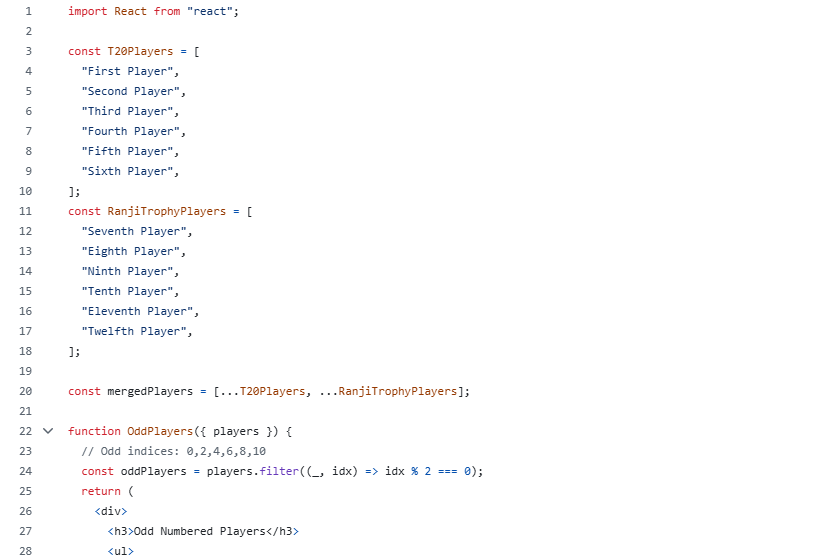 1 import React from "react";
2
3 const T20Players = [
4 "First Player",
5 "Second Player",
6 "Third Player",
7 "Fourth Player",
8 "Fifth Player",
9 "Sixth Player",
10 ];
11 const RanjiTrophyPlayers = [
12 "Seventh Player",
13 "Eighth Player",
14 "Ninth Player",
15 "Tenth Player",
16 "Eleventh Player",
17 "Twelfth Player",
18 ];
19
20 const mergedPlayers = [...T20Players, ...RanjiTrophyPlayers];
21
22 function OddPlayers({ players }) {
23 // Odd indices: 0,2,4,6,8,10
24 const oddPlayers = players.filter((_, idx) => idx % 2 === 0);
25 return (
26 <div>
27 <h3>Odd Numbered Players</h3>
28 <ul>